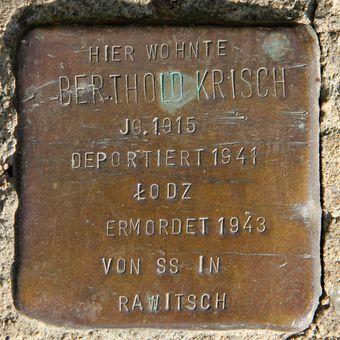 HIER WOHNTE
BERTHOLD KRISCH
JG. 1915
DEPORTIERT 1941
ŁODZ
ERMORDET 1943
VON SS IN
RAWITSCH